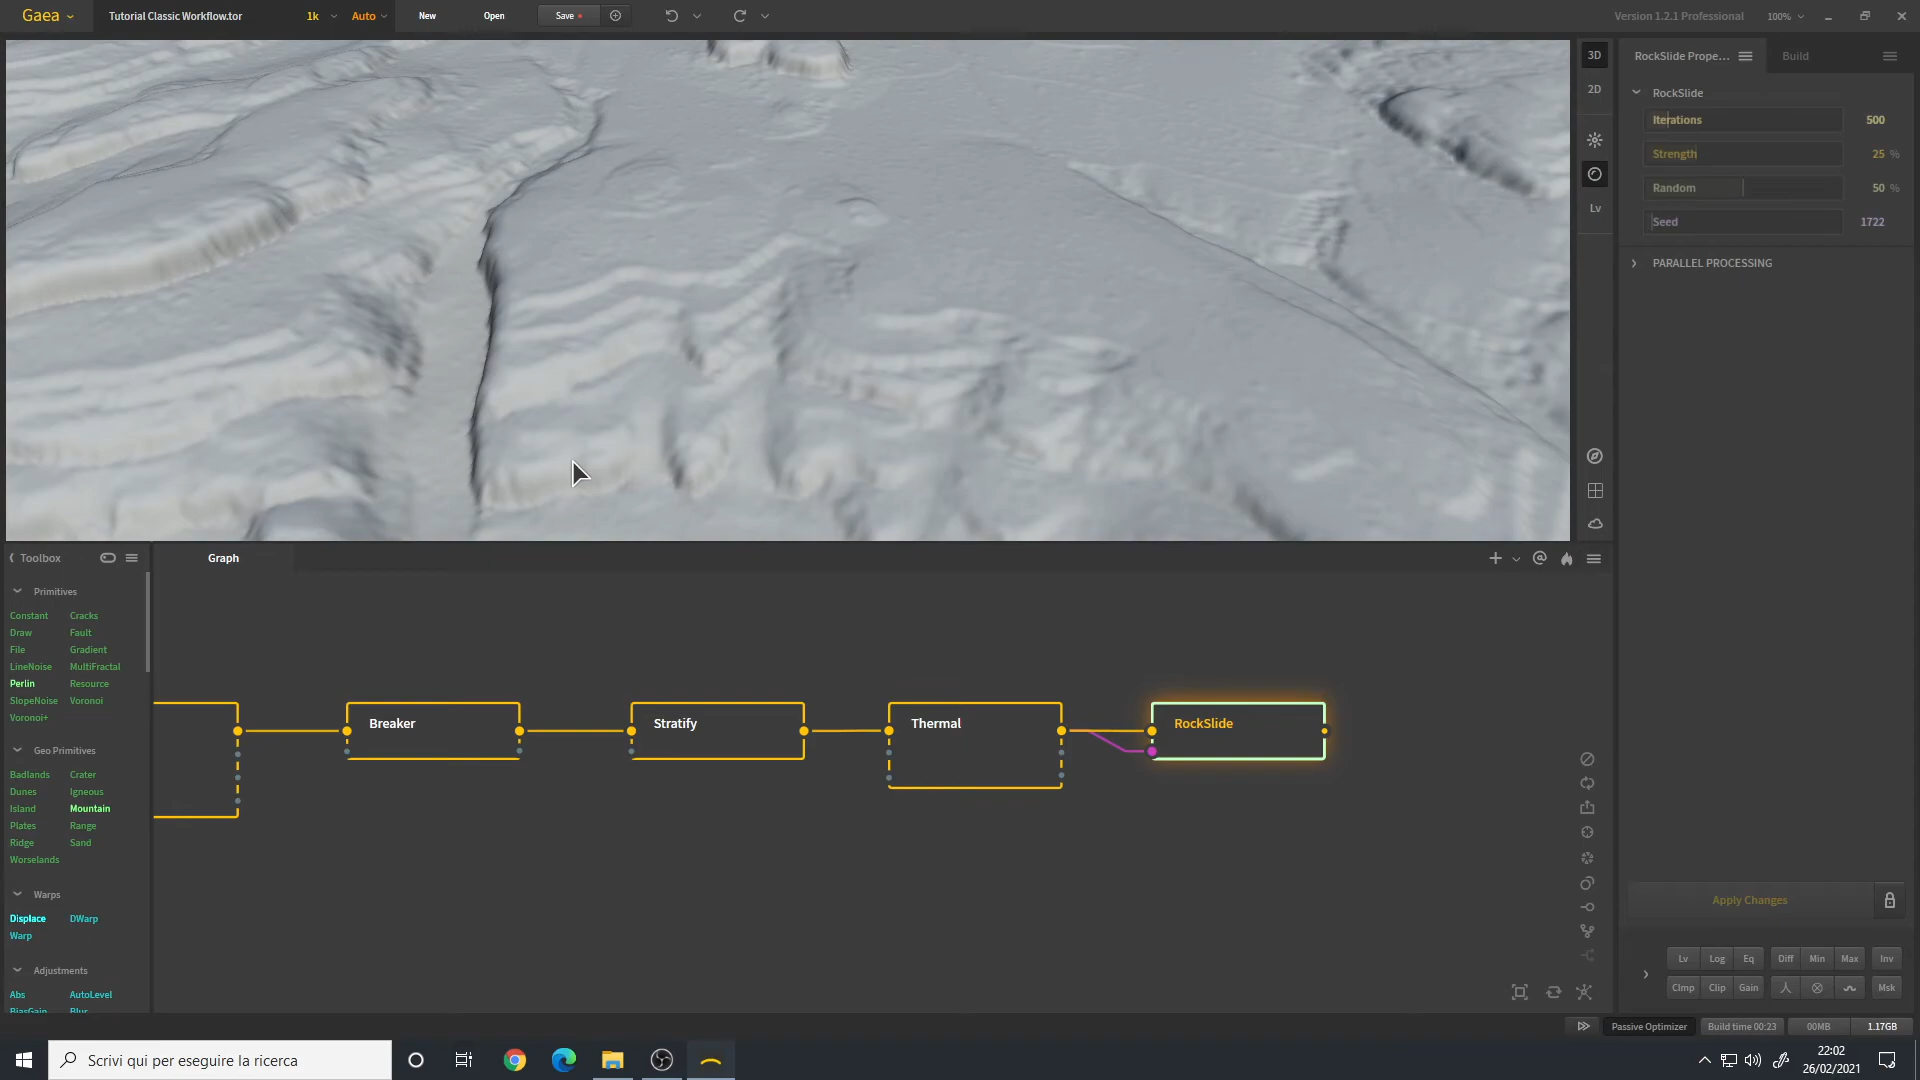 Gaea
Tutorial Classic Workflow.tor
1k
Auto
New
Open
Save
Version 1.2.1 Professional
100%
3D
2D
Lv
RockSlide Prope...
Build
RockSlide
Iterations 500
Strength 25 %
Random 50 %
Seed 1722
PARALLEL PROCESSING
Toolbox
Graph
Primitives
Constant Cracks
Draw Fault
File Gradient
LineNoise MultiFractal
Perlin Resource
SlopeNoise Voronoi
Voronoi+
Geo Primitives
Badlands Crater
Dunes Igneous
Island Mountain
Plates Range
Ridge Sand
Worselands
Warps
Displace DWarp
Warp
Adjustments
Abs AutoLevel
BiasGain Blur
Breaker
Stratify
Thermal
RockSlide
Apply Changes
Lv Log Eq Diff Min Max Inv
Clmp Clip Gain Msk
Passive Optimizer
Build time 00:23
00MB
1.17GB
Scrivi qui per eseguire la ricerca
22:02
26/02/2021